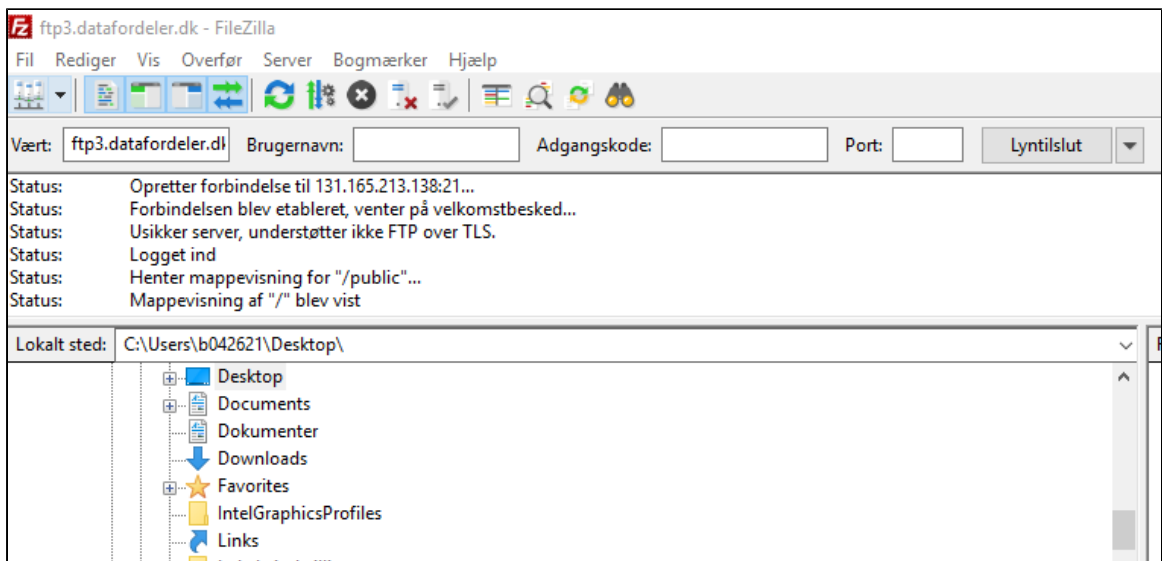 ftp3.datafordeler.dk - FileZilla
Fil Rediger Vis Overfør Server Bogmærker Hjælp
Vært: ftp3.datafordeler.dk Brugernavn: Adgangskode: Port: Lyntilslut
Status: Opretter forbindelse til 131.165.213.138:21...
Status: Forbindelsen blev etableret, venter på velkomstbesked...
Status: Usikker server, understøtter ikke FTP over TLS.
Status: Logget ind
Status: Henter mappevisning for "/public"...
Status: Mappevisning af "/" blev vist
Lokalt sted: C:\Users\b042621\Desktop\
Desktop
Documents
Dokumenter
Downloads
Favorites
IntelGraphicsProfiles
Links